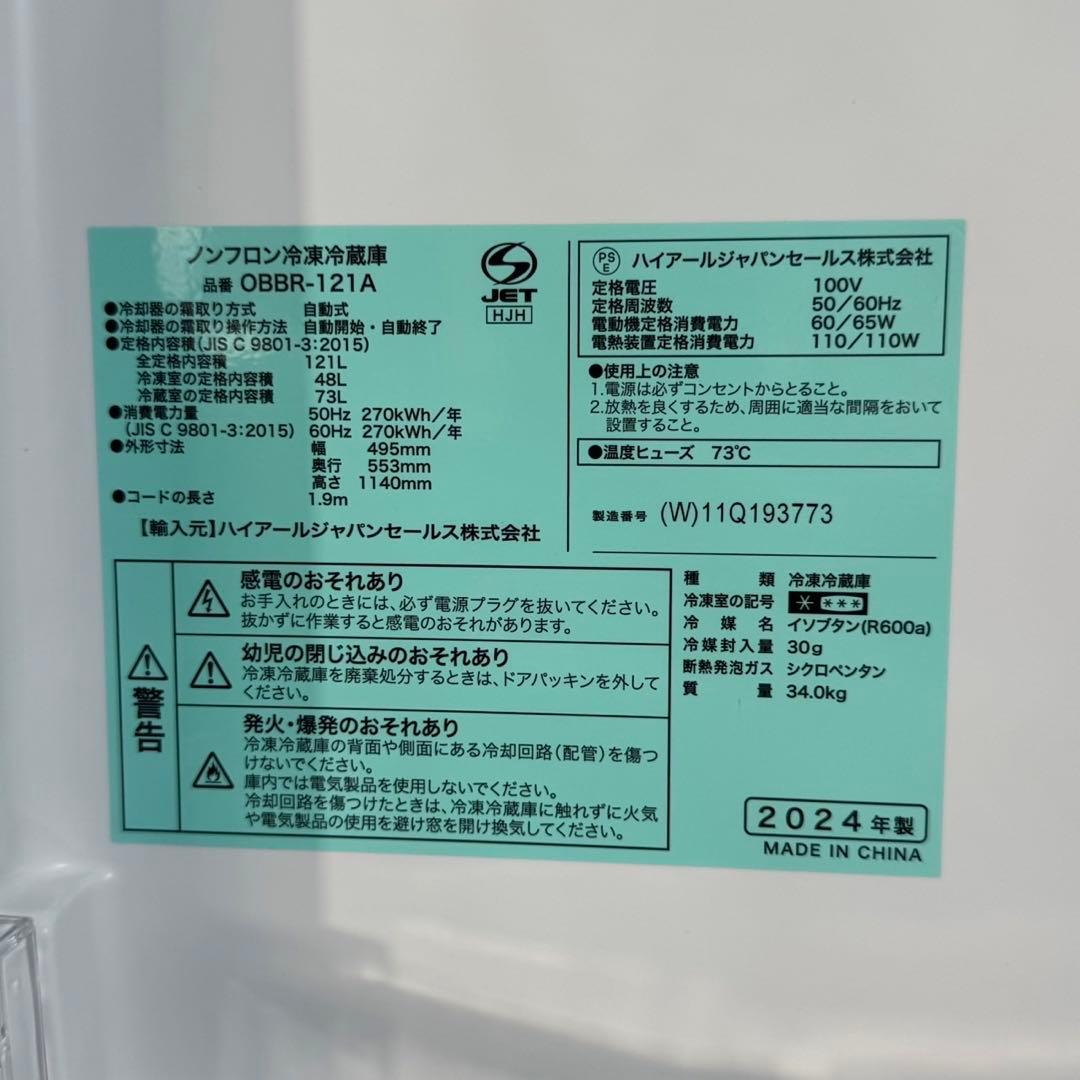 ノンフロン冷凍冷蔵庫
品番 OBBR-121A
●冷却器の霜取り方式 自動式
●冷却器の霜取り操作方法 自動開始・自動終了
●定格内容積(JIS C 9801-3:2015)
全定格内容積 121L
冷凍室の定格内容積 48L
冷蔵室の定格内容積 73L
●消費電力量 50Hz 270kWh/年
(JIS C 9801-3:2015) 60Hz 270kWh/年
●外形寸法 幅 495mm
奥行 553mm
高さ 1140mm
●コードの長さ 1.9m
【輸入元】ハイアールジャパンセールス株式会社
JET
HJH
PS
E
ハイアールジャパンセールス株式会社
定格電圧 100V
定格周波数 50/60Hz
電動機定格消費電力 60/65W
電熱装置定格消費電力 110/110W
●使用上の注意
1.電源は必ずコンセントからとること。
2.放熱を良くするため、周囲に適当な間隔をおいて
設置すること。
●温度ヒューズ 73℃
製造番号 (W)11Q193773
警告
感電のおそれあり
お手入れのときには、必ず電源プラグを抜いてください。
抜かずに作業すると感電のおそれがあります。
幼児の閉じ込みのおそれあり
冷凍冷蔵庫を廃棄処分するときは、ドアパッキンを外して
ください。
発火・爆発のおそれあり
冷凍冷蔵庫の背面や側面にある冷却回路(配管)を傷つ
けないでください。
庫内では電気製品を使用しないでください。
冷却回路を傷つけたときは、冷凍冷蔵庫に触れずに火気
や電気製品の使用を避け窓を開け換気してください。
種類 冷凍冷蔵庫
冷凍室の記号 * ***
冷媒名 イソブタン(R600a)
冷媒封入量 30g
断熱発泡ガス シクロペンタン
質量 34.0kg
2024年製
MADE IN CHINA